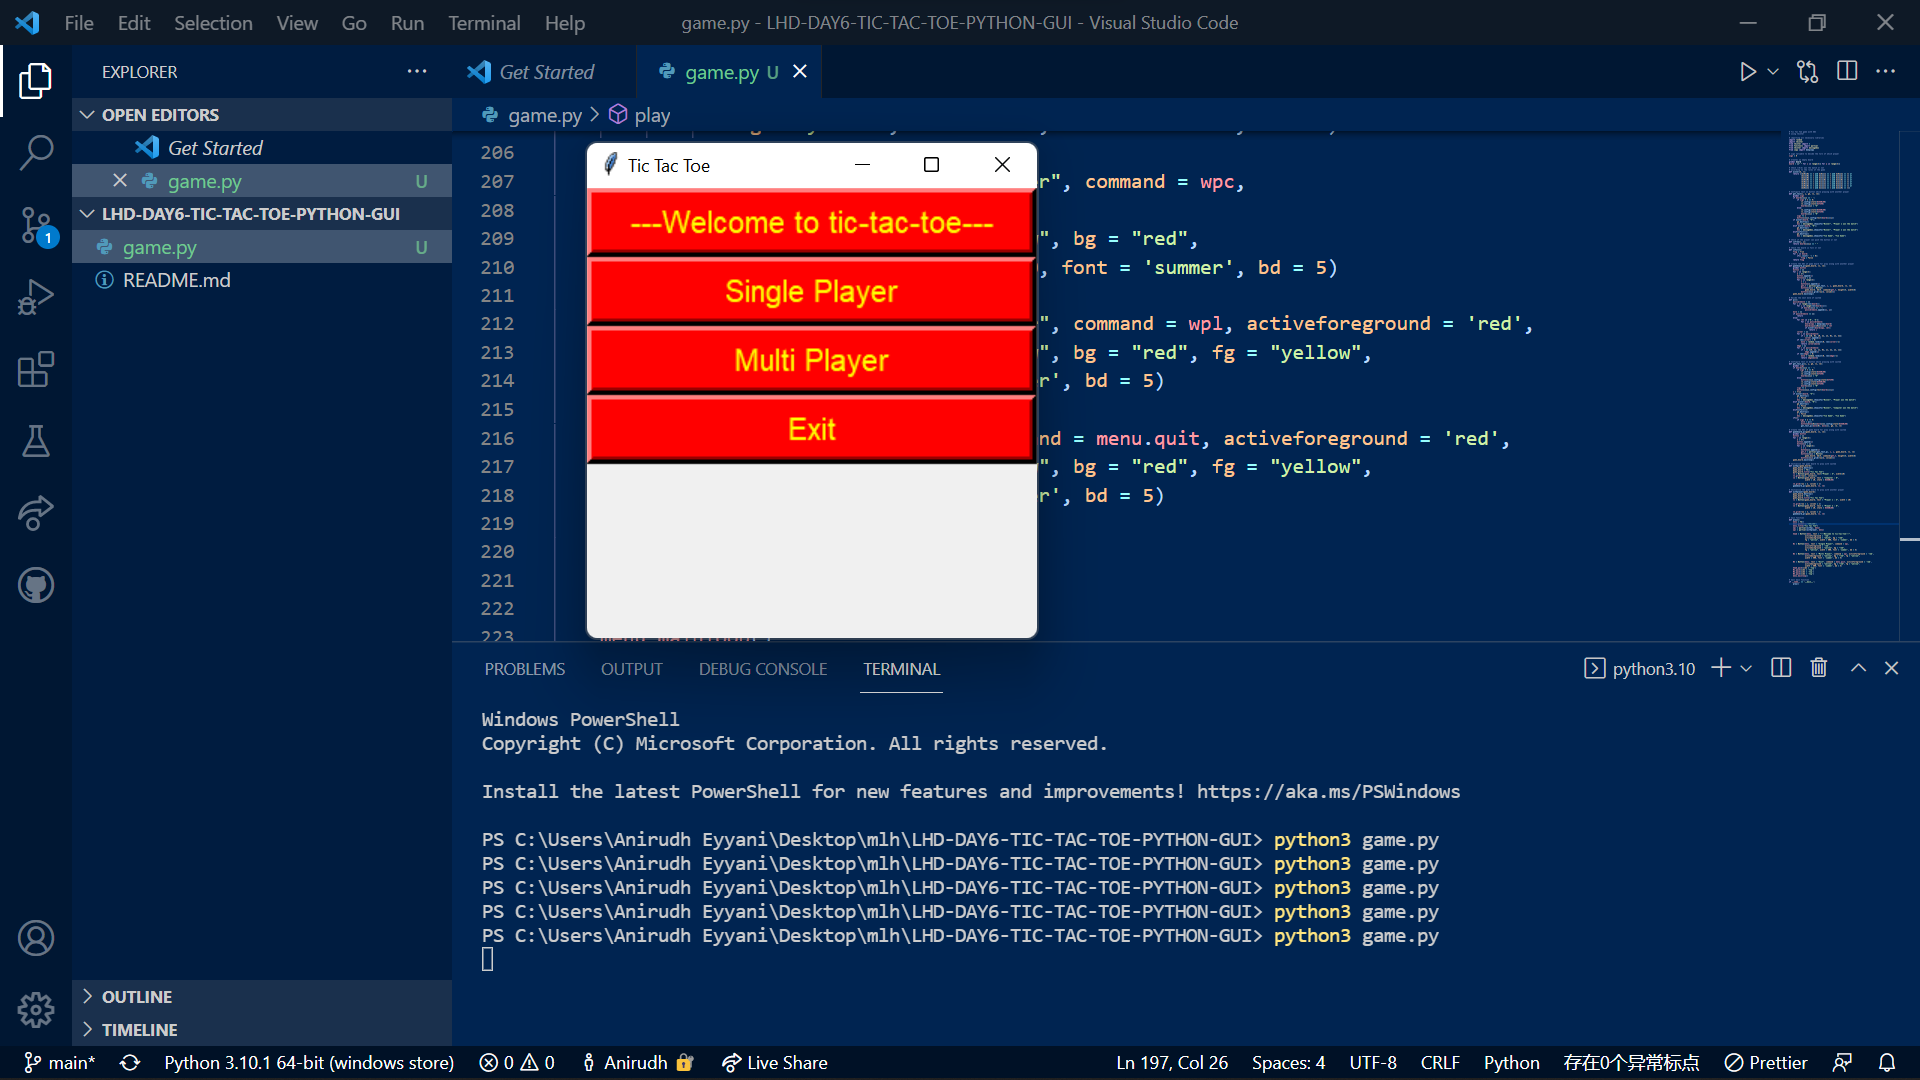 File Edit Selection View Go Run Terminal Help
game.py - LHD-DAY6-TIC-TAC-TOE-PYTHON-GUI - Visual Studio Code
EXPLORER
OPEN EDITORS
Get Started
game.py U
LHD-DAY6-TIC-TAC-TOE-PYTHON-GUI
game.py U
README.md
OUTLINE
TIMELINE
1
Get Started
game.py U
game.py > play
206
207 r", command = wpc,
208
209 ", bg = "red",
210 , font = 'summer', bd = 5)
211
212 ", command = wpl, activeforeground = 'red',
213 ", bg = "red", fg = "yellow",
214 r', bd = 5)
215
216 nd = menu.quit, activeforeground = 'red',
217 ", bg = "red", fg = "yellow",
218 r', bd = 5)
219
220
221
222
223
Tic Tac Toe
---Welcome to tic-tac-toe---
Single Player
Multi Player
Exit
PROBLEMS OUTPUT DEBUG CONSOLE TERMINAL
python3.10
Windows PowerShell
Copyright (C) Microsoft Corporation. All rights reserved.
Install the latest PowerShell for new features and improvements! https://aka.ms/PSWindows
PS C:\Users\Anirudh Eyyani\Desktop\mlh\LHD-DAY6-TIC-TAC-TOE-PYTHON-GUI> python3 game.py
PS C:\Users\Anirudh Eyyani\Desktop\mlh\LHD-DAY6-TIC-TAC-TOE-PYTHON-GUI> python3 game.py
PS C:\Users\Anirudh Eyyani\Desktop\mlh\LHD-DAY6-TIC-TAC-TOE-PYTHON-GUI> python3 game.py
PS C:\Users\Anirudh Eyyani\Desktop\mlh\LHD-DAY6-TIC-TAC-TOE-PYTHON-GUI> python3 game.py
PS C:\Users\Anirudh Eyyani\Desktop\mlh\LHD-DAY6-TIC-TAC-TOE-PYTHON-GUI> python3 game.py
main* Python 3.10.1 64-bit (windows store) 0 0 Anirudh Live Share Ln 197, Col 26 Spaces: 4 UTF-8 CRLF Python 存在0个异常标点 Prettier